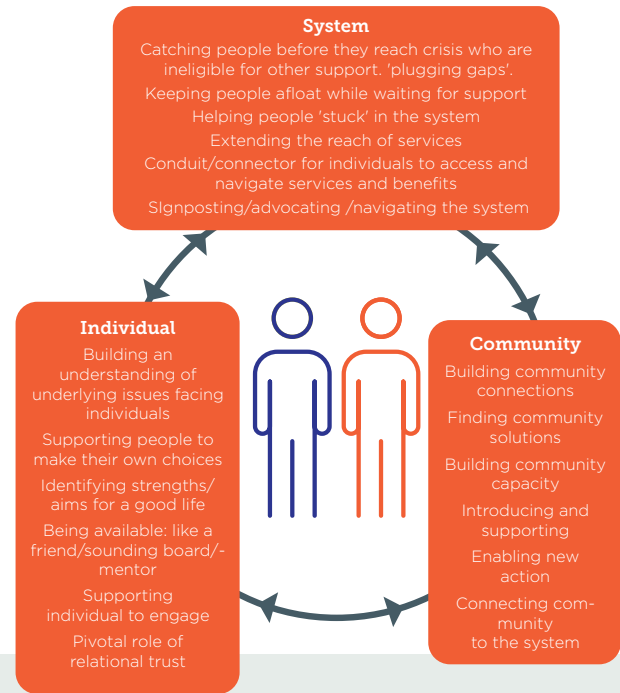 System
Catching people before they reach crisis who are
ineligible for other support. 'plugging gaps'.
Keeping people afloat while waiting for support
Helping people 'stuck' in the system
Extending the reach of services
Conduit/connector for individuals to access and
navigate services and benefits
SIgnposting/advocating /navigating the system
Individual
Building an
understanding of
underlying issues facing
individuals
Supporting people to
make their own choices
Identifying strengths/
aims for a good life
Being available: like a
friend/sounding board/-
mentor
Supporting
individual to engage
Pivotal role of
relational trust
Community
Building community
connections
Finding community
solutions
Building community
capacity
Introducing and
supporting
Enabling new
action
Connecting com-
munity
to the system